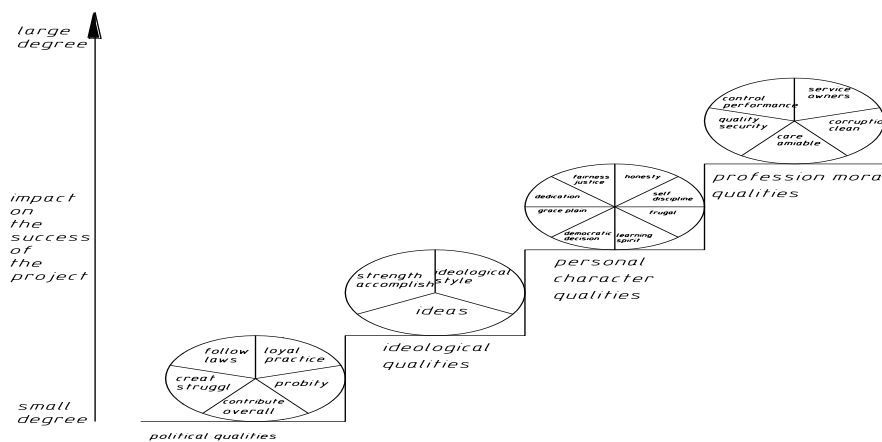 large
degree
impact
on
the
success
of
the
project
small
degree
control
performance
service
owners
quality
security
corruptio
clean
care
amiable
profession mora
qualities
fairness
justice
honesty
dedication
self
discipline
grace plain
frugal
democratic
decision
learning
spirit
personal
character
qualities
strength
accomplish
ideological
style
ideas
ideological
qualities
follow
laws
loyal
practice
creat
struggl
probity
contribute
overall
political qualities